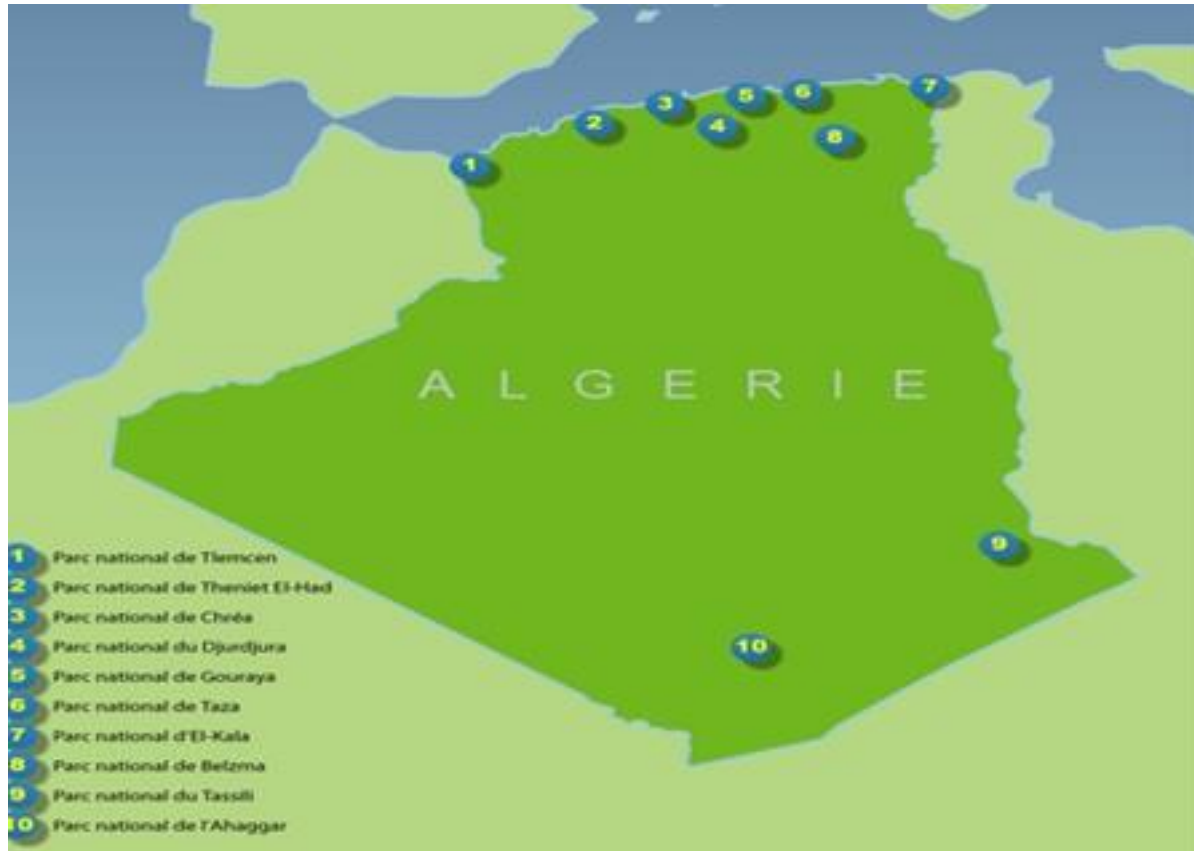 1
2
3
4
5
6
7
8
A L G E R I E
9
10
1 Parc national de Tlemcen
2 Parc national de Theniet El-Had
3 Parc national de Chréa
4 Parc national du Djurdjura
5 Parc national de Gouraya
6 Parc national de Taza
7 Parc national d'El-Kala
8 Parc national de Belzma
9 Parc national du Tassili
10 Parc national de l'Ahaggar